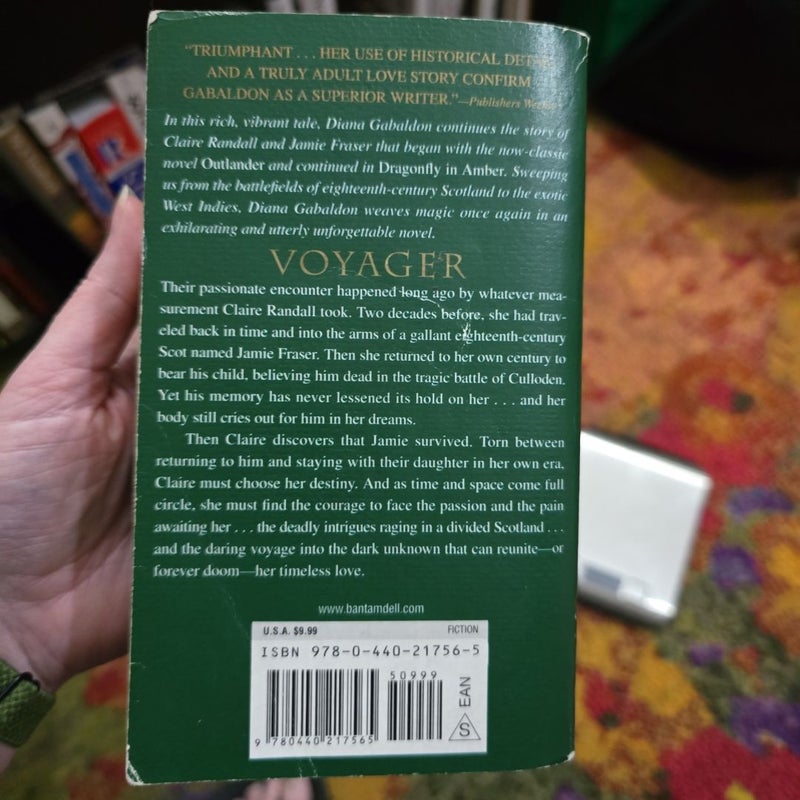 "TRIUMPHANT . . . HER USE OF HISTORICAL
AND A TRULY ADULT LOVE STORY CONFIRM
GABALDON AS A SUPERIOR WRITER."—Publishers
In this rich, vibrant tale, Diana Gabaldon continues the story of
Claire Randall and Jamie Fraser that began with the now-classic
novel Outlander and continued in Dragonfly in Amber. Sweeping
us from the battlefields of eighteenth-century Scotland to the exotic
West Indies, Diana Gabaldon weaves magic once again in an
exhilarating and utterly unforgettable novel.
VOYAGER
Their passionate encounter happened long ago by whatever mea-
surement Claire Randall took. Two decades before, she had trav-
eled back in time and into the arms of a gallant eighteenth-century
Scot named Jamie Fraser. Then she returned to her own century to
bear his child, believing him dead in the tragic battle of Culloden.
Yet his memory has never lessened its hold on her . . . and her
body still cries out for him in her dreams.
Then Claire discovers that Jamie survived. Torn between
returning to him and staying with their daughter in her own era,
Claire must choose her destiny. And as time and space come full
circle, she must find the courage to face the passion and the pain
awaiting her . . . the deadly intrigues raging in a divided Scotland . . .
and the daring voyage into the dark unknown that can reunite—or
forever doom—her timeless love.
www.bantamdell.com
U.S.A. $9.99 FICTION
ISBN 978-0-440-21756-5
50999
EAN
S
9 780440 217565